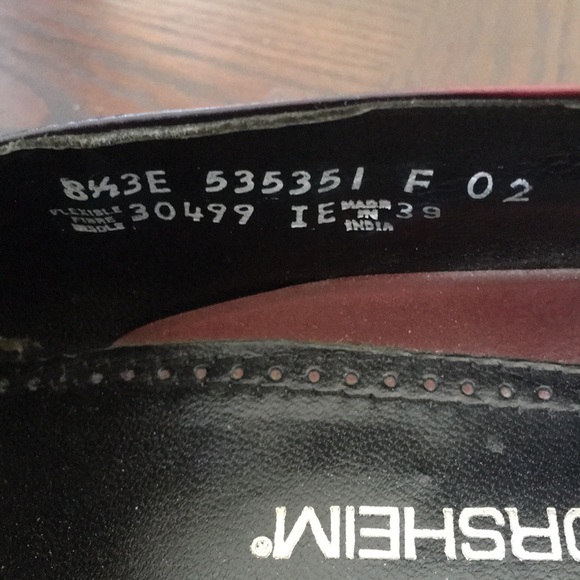 8½3E 535351 F 02
FLEXIBLE FIBRE INSOLE 30499 IE MADE IN INDIA 39
ORSHEIM®